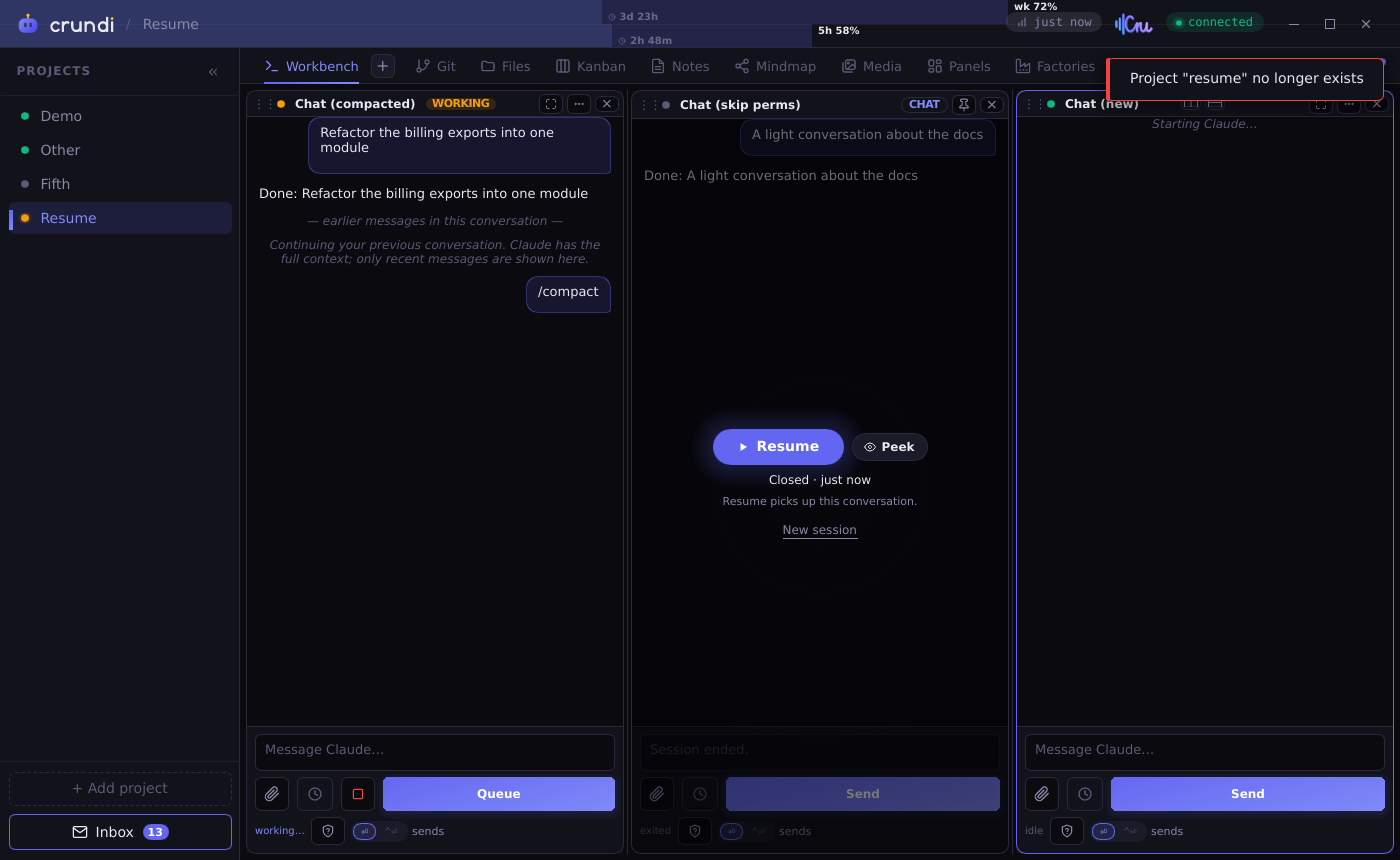 crundi / Resume
3d 23h
2h 48m
wk 72%
5h 58%
just now
Cru
connected
PROJECTS
Demo
Other
Fifth
Resume
+ Add project
Inbox 13
Workbench
Git
Files
Kanban
Notes
Mindmap
Media
Panels
Factories
Project "resume" no longer exists
Chat (compacted) WORKING
Refactor the billing exports into one
module
Done: Refactor the billing exports into one module
— earlier messages in this conversation —
Continuing your previous conversation. Claude has the
full context; only recent messages are shown here.
/compact
Message Claude…
Queue
working… sends
Chat (skip perms) CHAT
A light conversation about the docs
Done: A light conversation about the docs
Resume
Peek
Closed · just now
Resume picks up this conversation.
New session
Session ended.
Send
exited sends
Chat (new)
Starting Claude…
Message Claude…
Send
idle sends